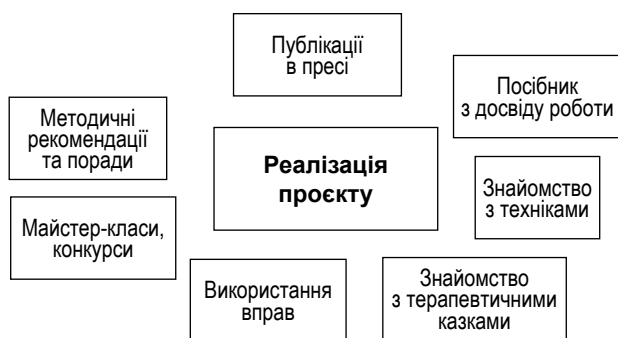 Публікації
в пресі
Посібник
з досвіду роботи
Методичні
рекомендації
та поради
Реалізація
проєкту
Знайомство
з техніками
Майстер-класи,
конкурси
Використання
вправ
Знайомство
з терапевтичними
казками